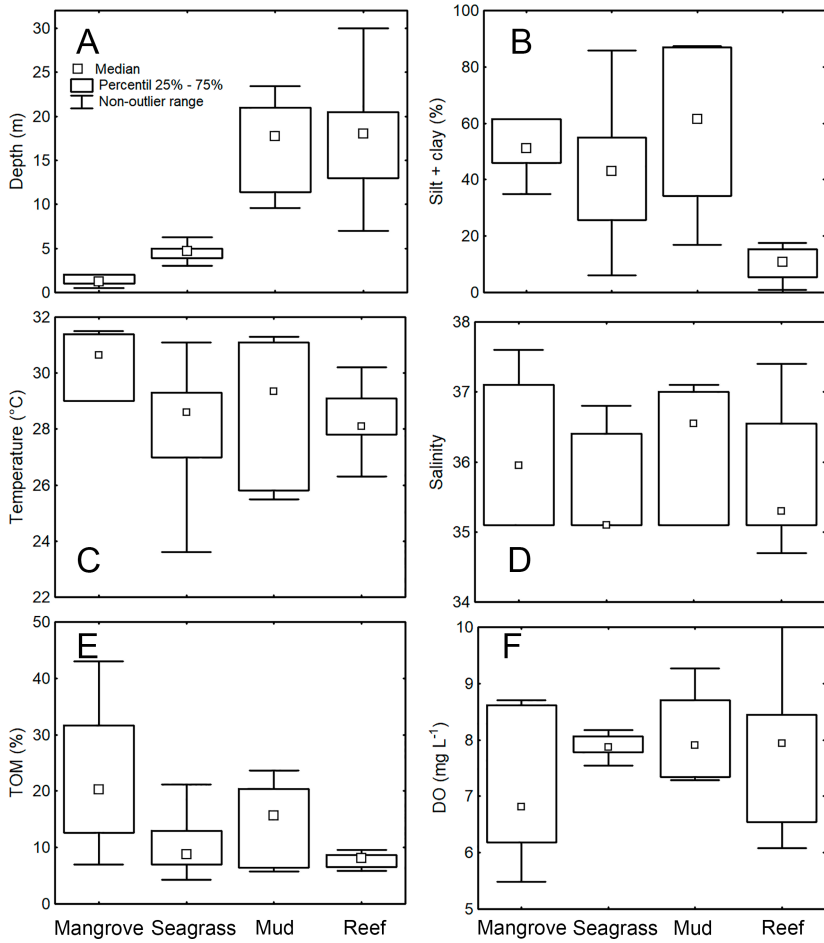 A
Median
Percentil 25% - 75%
Non-outlier range
Depth (m)
30
25
20
15
10
5
0
B
Silt + clay (%)
100
80
60
40
20
0
C
Temperature (°C)
32
30
28
26
24
22
D
Salinity
38
37
36
35
34
E
TOM (%)
50
40
30
20
10
0
Mangrove Seagrass Mud Reef
F
DO (mg L-1)
10
9
8
7
6
5
Mangrove Seagrass Mud Reef